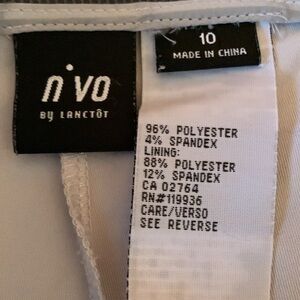 nivo
BY LANCTÔT
10
MADE IN CHINA
96% POLYESTER
4% SPANDEX
LINING:
88% POLYESTER
12% SPANDEX
CA 02764
RN#119936
CARE/VERSO
SEE REVERSE